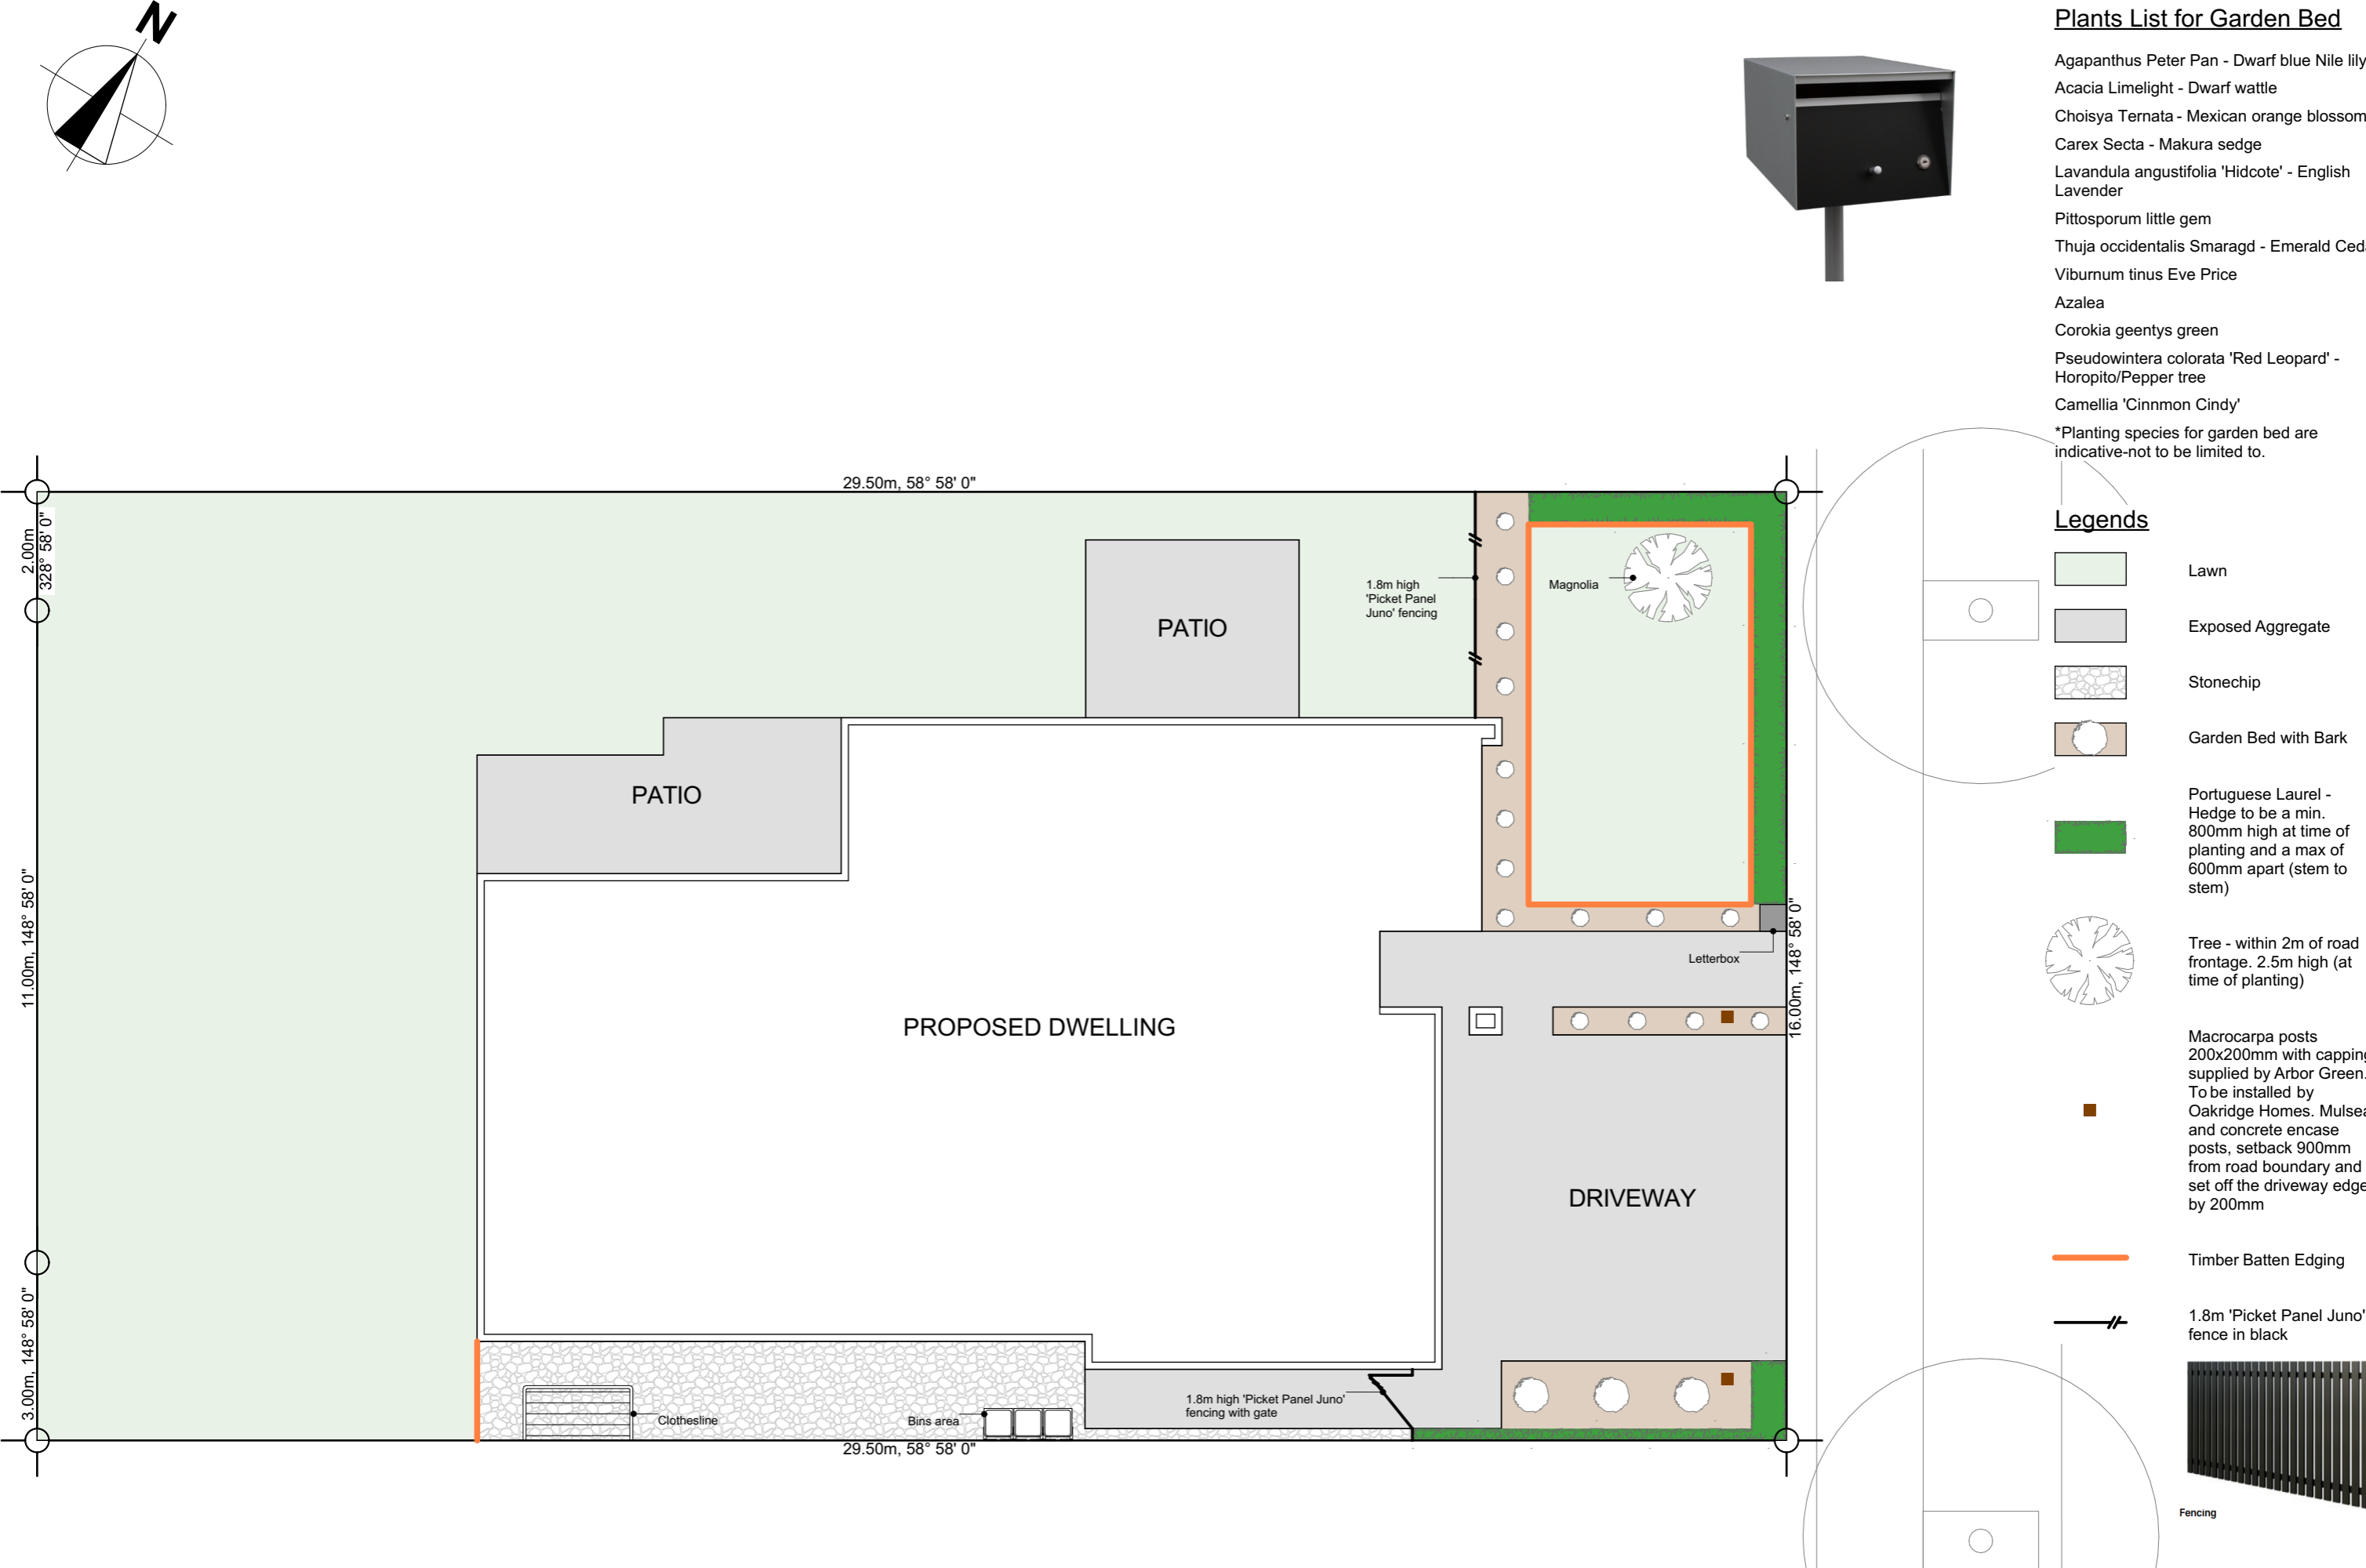 N
Plants List for Garden Bed
Agapanthus Peter Pan - Dwarf blue Nile lily
Acacia Limelight - Dwarf wattle
Choisya Ternata - Mexican orange blossom
Carex Secta - Makura sedge
Lavandula angustifolia 'Hidcote' - English
Lavender
Pittosporum little gem
Thuja occidentalis Smaragd - Emerald
Viburnum tinus Eve Price
Azalea
Corokia geentys green
Pseudowintera colorata 'Red Leopard' -
Horopito/Pepper tree
Camellia 'Cinnmon Cindy'
*Planting species for garden bed are
indicative-not to be limited to.
29.50m, 58° 58' 0"
2.00m
328° 58' 0"
11.00m, 148° 58' 0"
3.00m, 148° 58' 0"
PATIO
1.8m high
'Picket Panel
Juno' fencing
Magnolia
PATIO
PROPOSED DWELLING
Letterbox
16.00m, 148° 58' 0"
DRIVEWAY
1.8m high 'Picket Panel Juno'
fencing with gate
Clothesline
Bins area
29.50m, 58° 58' 0"
Legends
Lawn
Exposed Aggregate
Stonechip
Garden Bed with Bark
Portuguese Laurel -
Hedge to be a min.
800mm high at time of
planting and a max of
600mm apart (stem to
stem)
Tree - within 2m of road
frontage. 2.5m high (at
time of planting)
Macrocarpa posts
200x200mm with capping
supplied by Arbor Green.
To be installed by
Oakridge Homes.
and concrete encase
posts, setback 900mm
from road boundary and
set off the driveway edge
by 200mm
Timber Batten Edging
1.8m 'Picket Panel Juno'
fence in black
Fencing